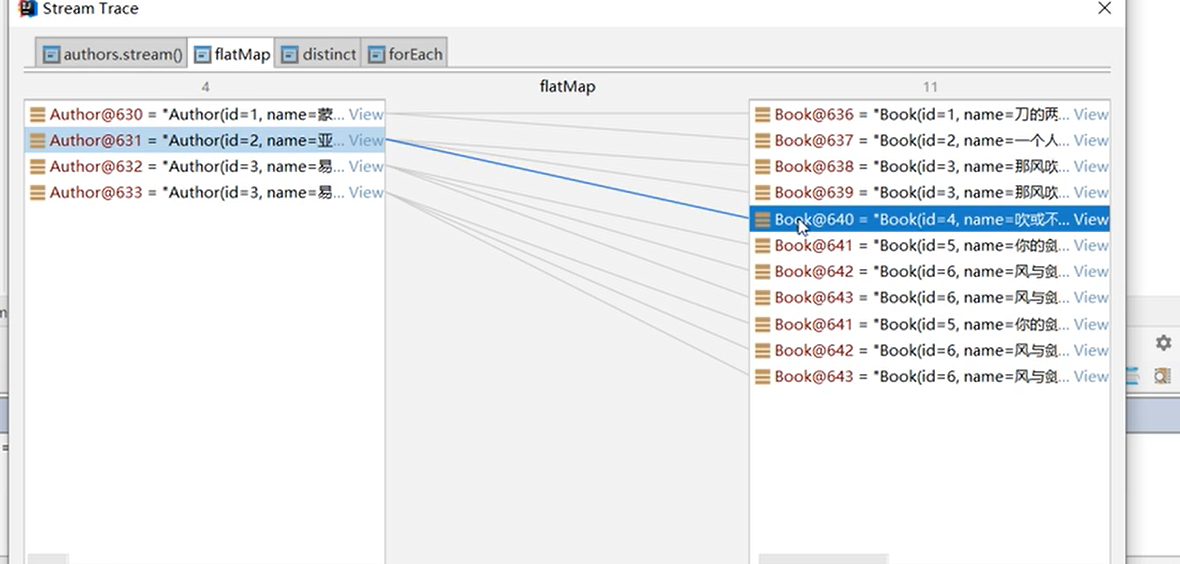 Stream Trace
authors.stream() flatMap distinct forEach
4 flatMap 11
Author@630 = "Author(id=1, name=蒙... View
Author@631 = "Author(id=2, name=亚... View
Author@632 = "Author(id=3, name=易... View
Author@633 = "Author(id=3, name=易... View
Book@636 = "Book(id=1, name=刀的两... View
Book@637 = "Book(id=2, name=一个人... View
Book@638 = "Book(id=3, name=那风吹... View
Book@639 = "Book(id=3, name=那风吹... View
Book@640 = "Book(id=4, name=吹或不... View
Book@641 = "Book(id=5, name=你的剑... View
Book@642 = "Book(id=6, name=风与剑... View
Book@643 = "Book(id=6, name=风与剑... View
Book@641 = "Book(id=5, name=你的剑... View
Book@642 = "Book(id=6, name=风与剑... View
Book@643 = "Book(id=6, name=风与剑... View